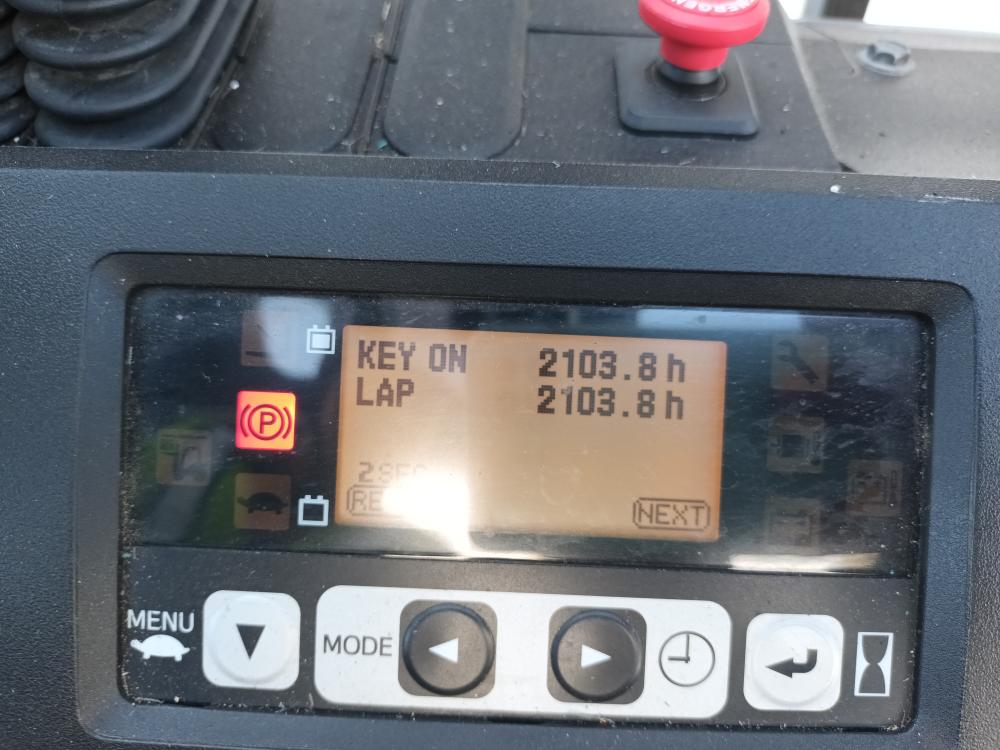 KEY ON 2103.8 h
LAP 2103.8 h
NEXT
P
MENU
MODE